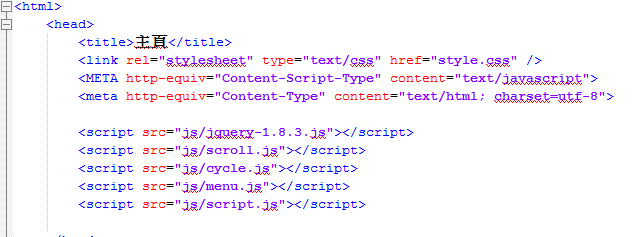 <html>
<head>
<title>主頁</title>
<link rel="stylesheet" type="text/css" href="style.css" />
<META http-equiv="Content-Script-Type" content="text/javascript">
<meta http-equiv="Content-Type" content="text/html; charset=utf-8">
<script src="js/jquery-1.8.3.js"></script>
<script src="js/scroll.js"></script>
<script src="js/cycle.js"></script>
<script src="js/menu.js"></script>
<script src="js/script.js"></script>